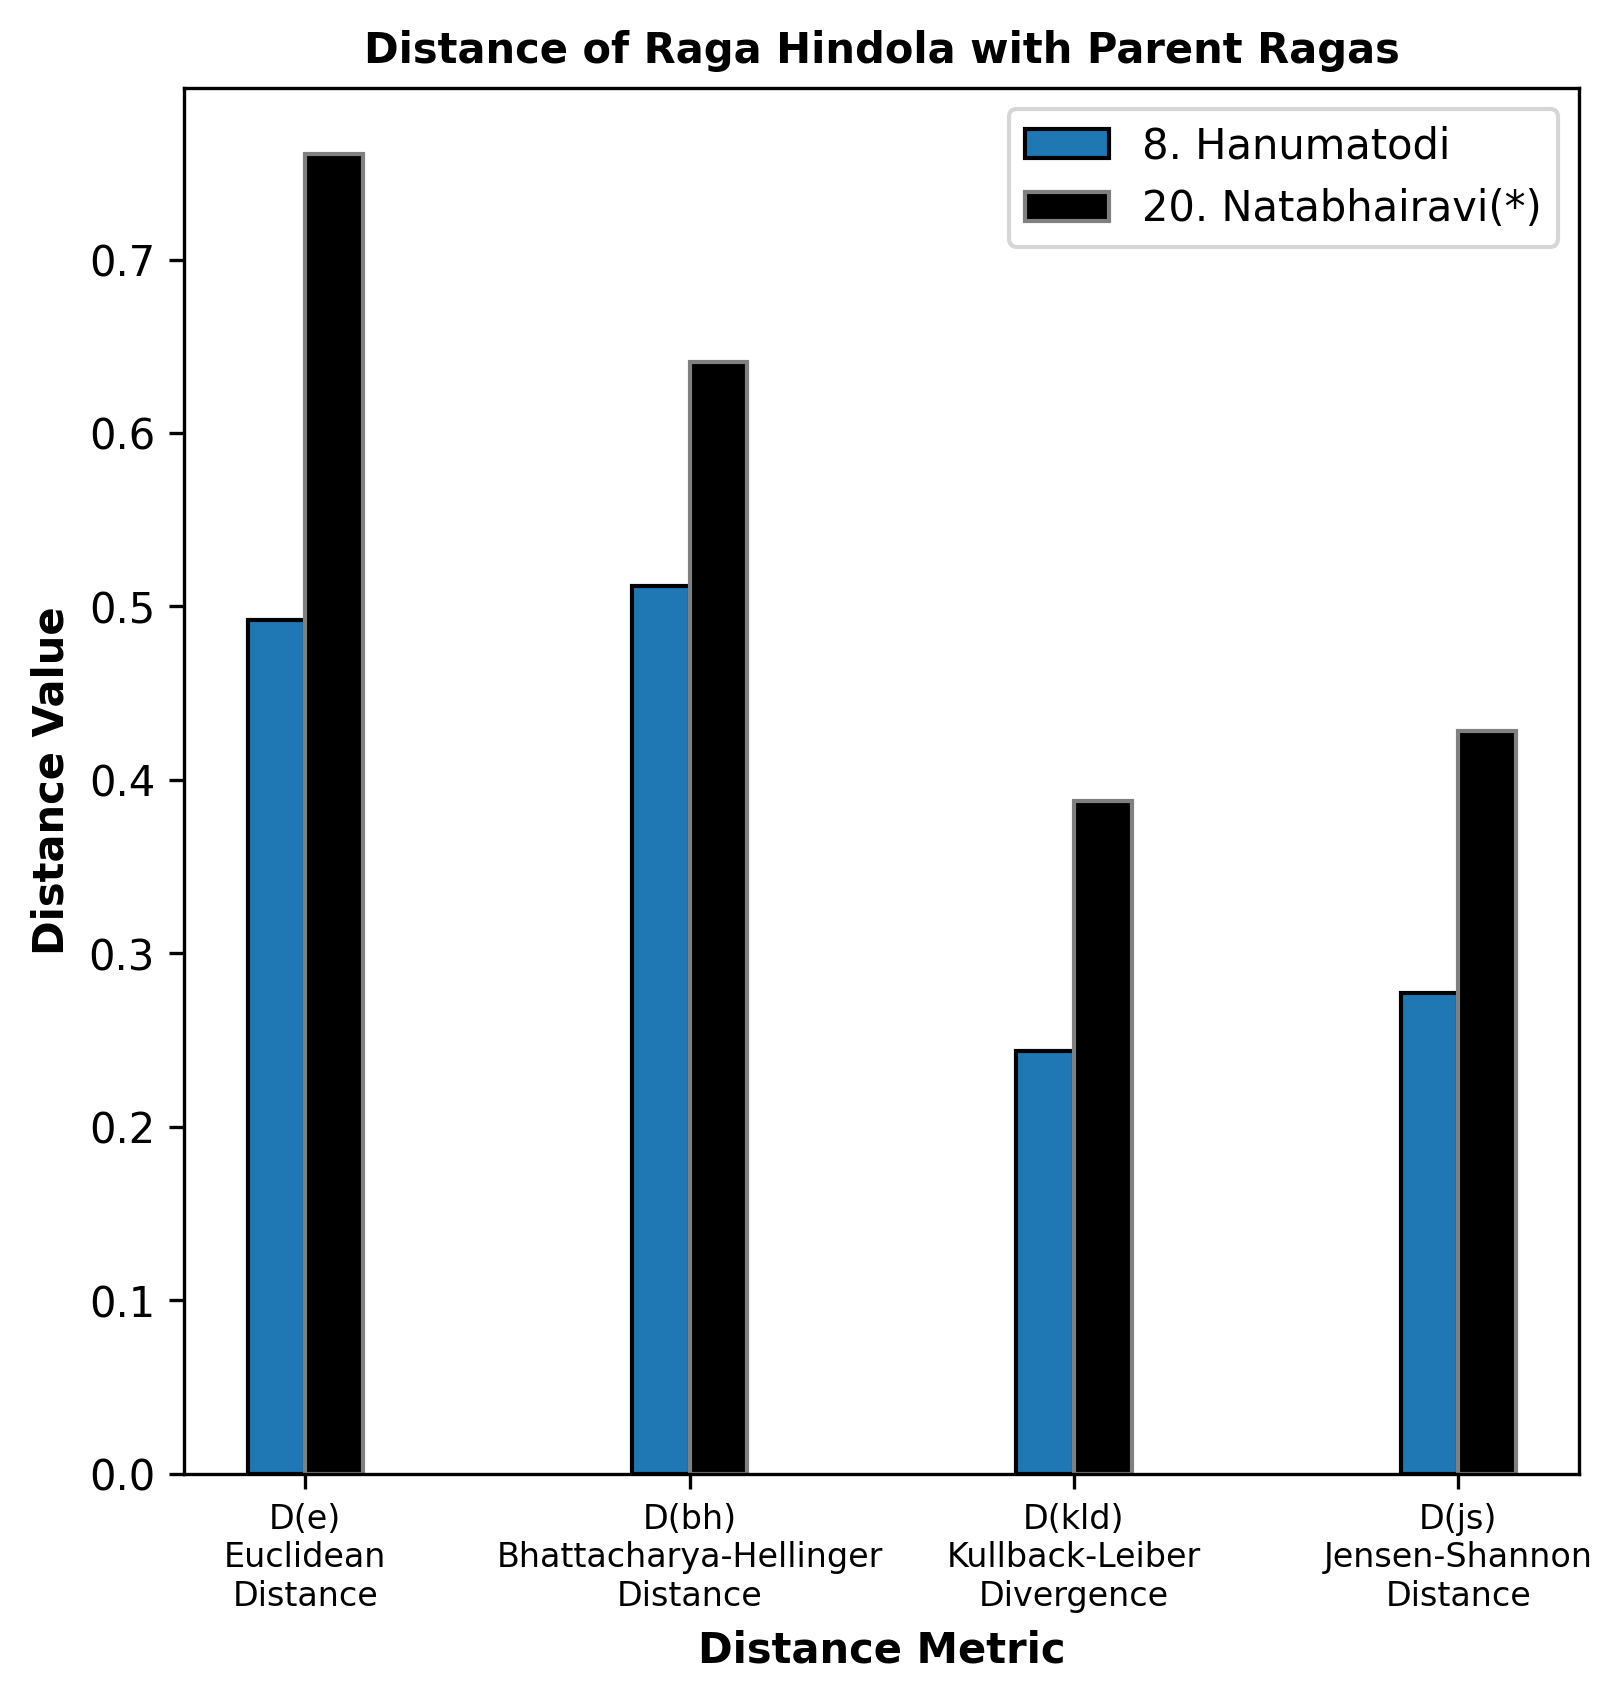 Distance of Raga Hindola with Parent Ragas
8. Hanumatodi
20. Natabhairavi(*)
Distance Value
0.7
0.6
0.5
0.4
0.3
0.2
0.1
0.0
D(e)
Euclidean
Distance
D(bh)
Bhattacharya-Hellinger
Distance
D(kld)
Kullback-Leiber
Divergence
D(js)
Jensen-Shannon
Distance
Distance Metric